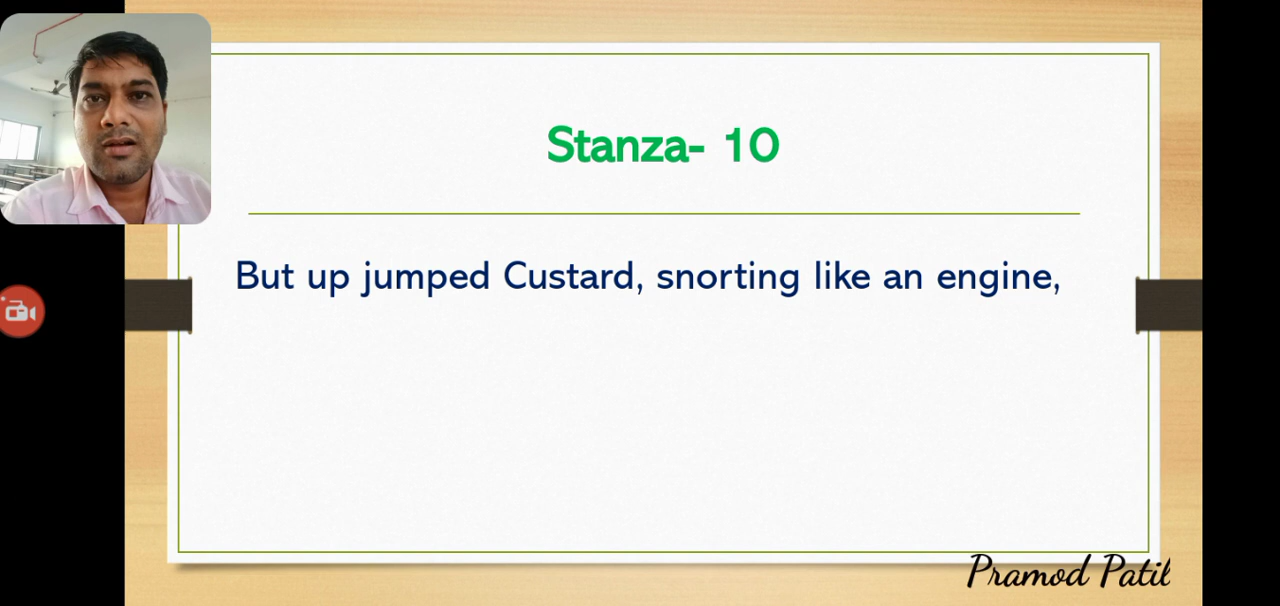 Stanza- 10
But up jumped Custard, snorting like an engine,
Pramod Patil